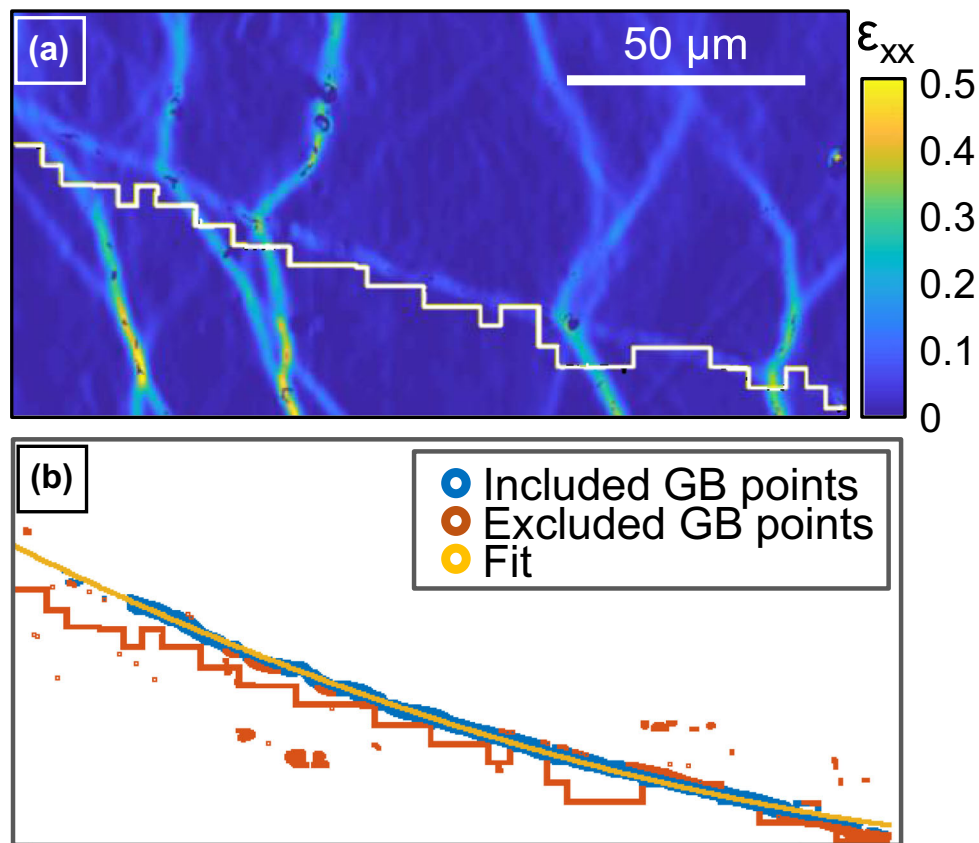 (a)
50 μm
εxx
0.5
0.4
0.3
0.2
0.1
0
(b)
Included GB points
Excluded GB points
Fit